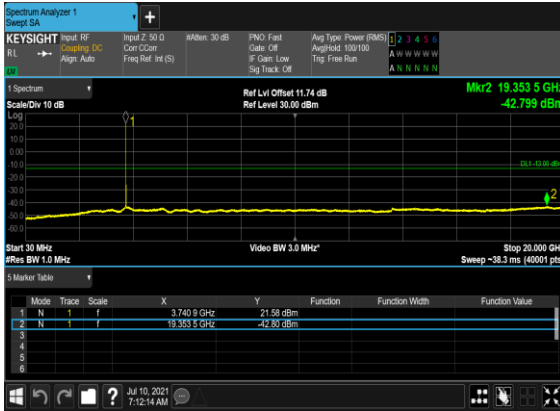 Spectrum Analyzer 1
Swept SA
+
KEYSIGHT
RL
Input: RF
Coupling: DC
Align: Auto
Input Z: 50 Ω
Corr CCorr
Freq Ref: Int (S)
#Atten: 30 dB
PNO: Fast
Gate: Off
IF Gain: Low
Sig Track: Off
Avg Type: Power (RMS)
Avg|Hold: 100/100
Trig: Free Run
1 2 3 4 5 6
A W W W W W
A N N N N N
1 Spectrum
Scale/Div 10 dB
Ref Lvl Offset 11.74 dB
Ref Level 30.00 dBm
Mkr2 19.353 5 GHz
-42.799 dBm
Log
20.0
10.0
0.00
-10.0
-20.0
-30.0
-40.0
-50.0
-60.0
1
DL1 -13.00 dBm
2
Start 30 MHz
#Res BW 1.0 MHz
Video BW 3.0 MHz*
Stop 20.000 GHz
Sweep ~38.3 ms (40001 pts
5 Marker Table
Mode Trace Scale X Y Function Function Width Function Value
1 N 1 f 3.740 9 GHz 21.58 dBm
2 N 1 f 19.353 5 GHz -42.80 dBm
3
4
5
6
?
Jul 10, 2021
7:12:14 AM